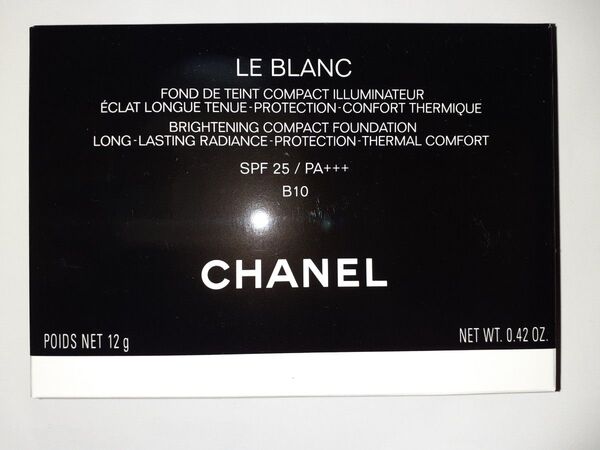 LE BLANC
FOND DE TEINT COMPACT ILLUMINATEUR
ÉCLAT LONGUE TENUE-PROTECTION-CONFORT THERMIQUE
BRIGHTENING COMPACT FOUNDATION
LONG-LASTING RADIANCE-PROTECTION-THERMAL COMFORT
SPF 25 / PA+++
B10
CHANEL
POIDS NET 12 g
NET WT. 0.42 OZ.